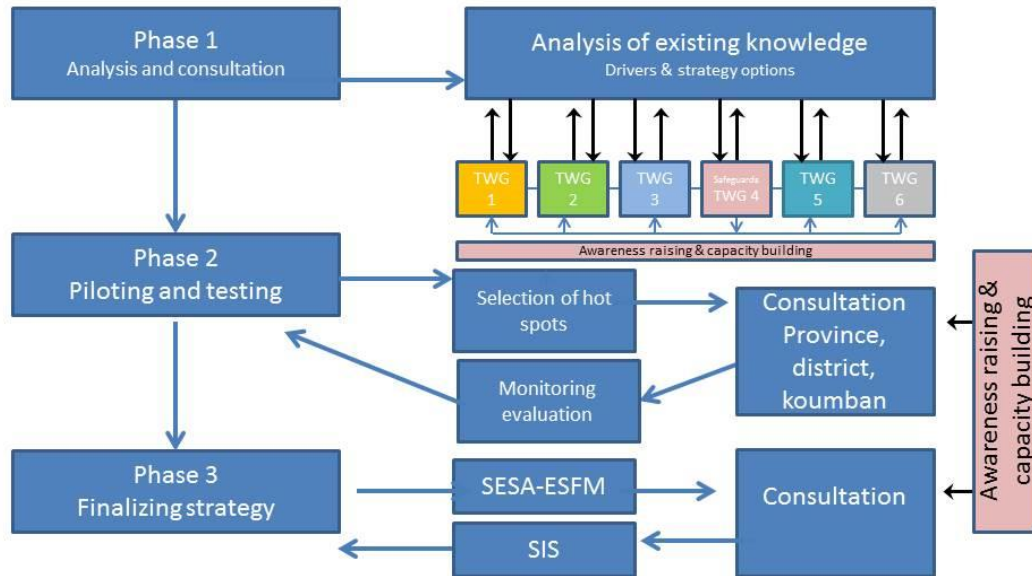 Phase 1
Analysis and consultation
Analysis of existing knowledge
Drivers & strategy options
TWG
1
TWG
2
TWG
3
Safeguards
TWG 4
TWG
5
TWG
6
Awareness raising & capacity building
Phase 2
Piloting and testing
Selection of hot
spots
Consultation
Province,
district,
koumban
Monitoring
evaluation
Awareness raising &
capacity building
Phase 3
Finalizing strategy
SESA-ESFM
Consultation
SIS